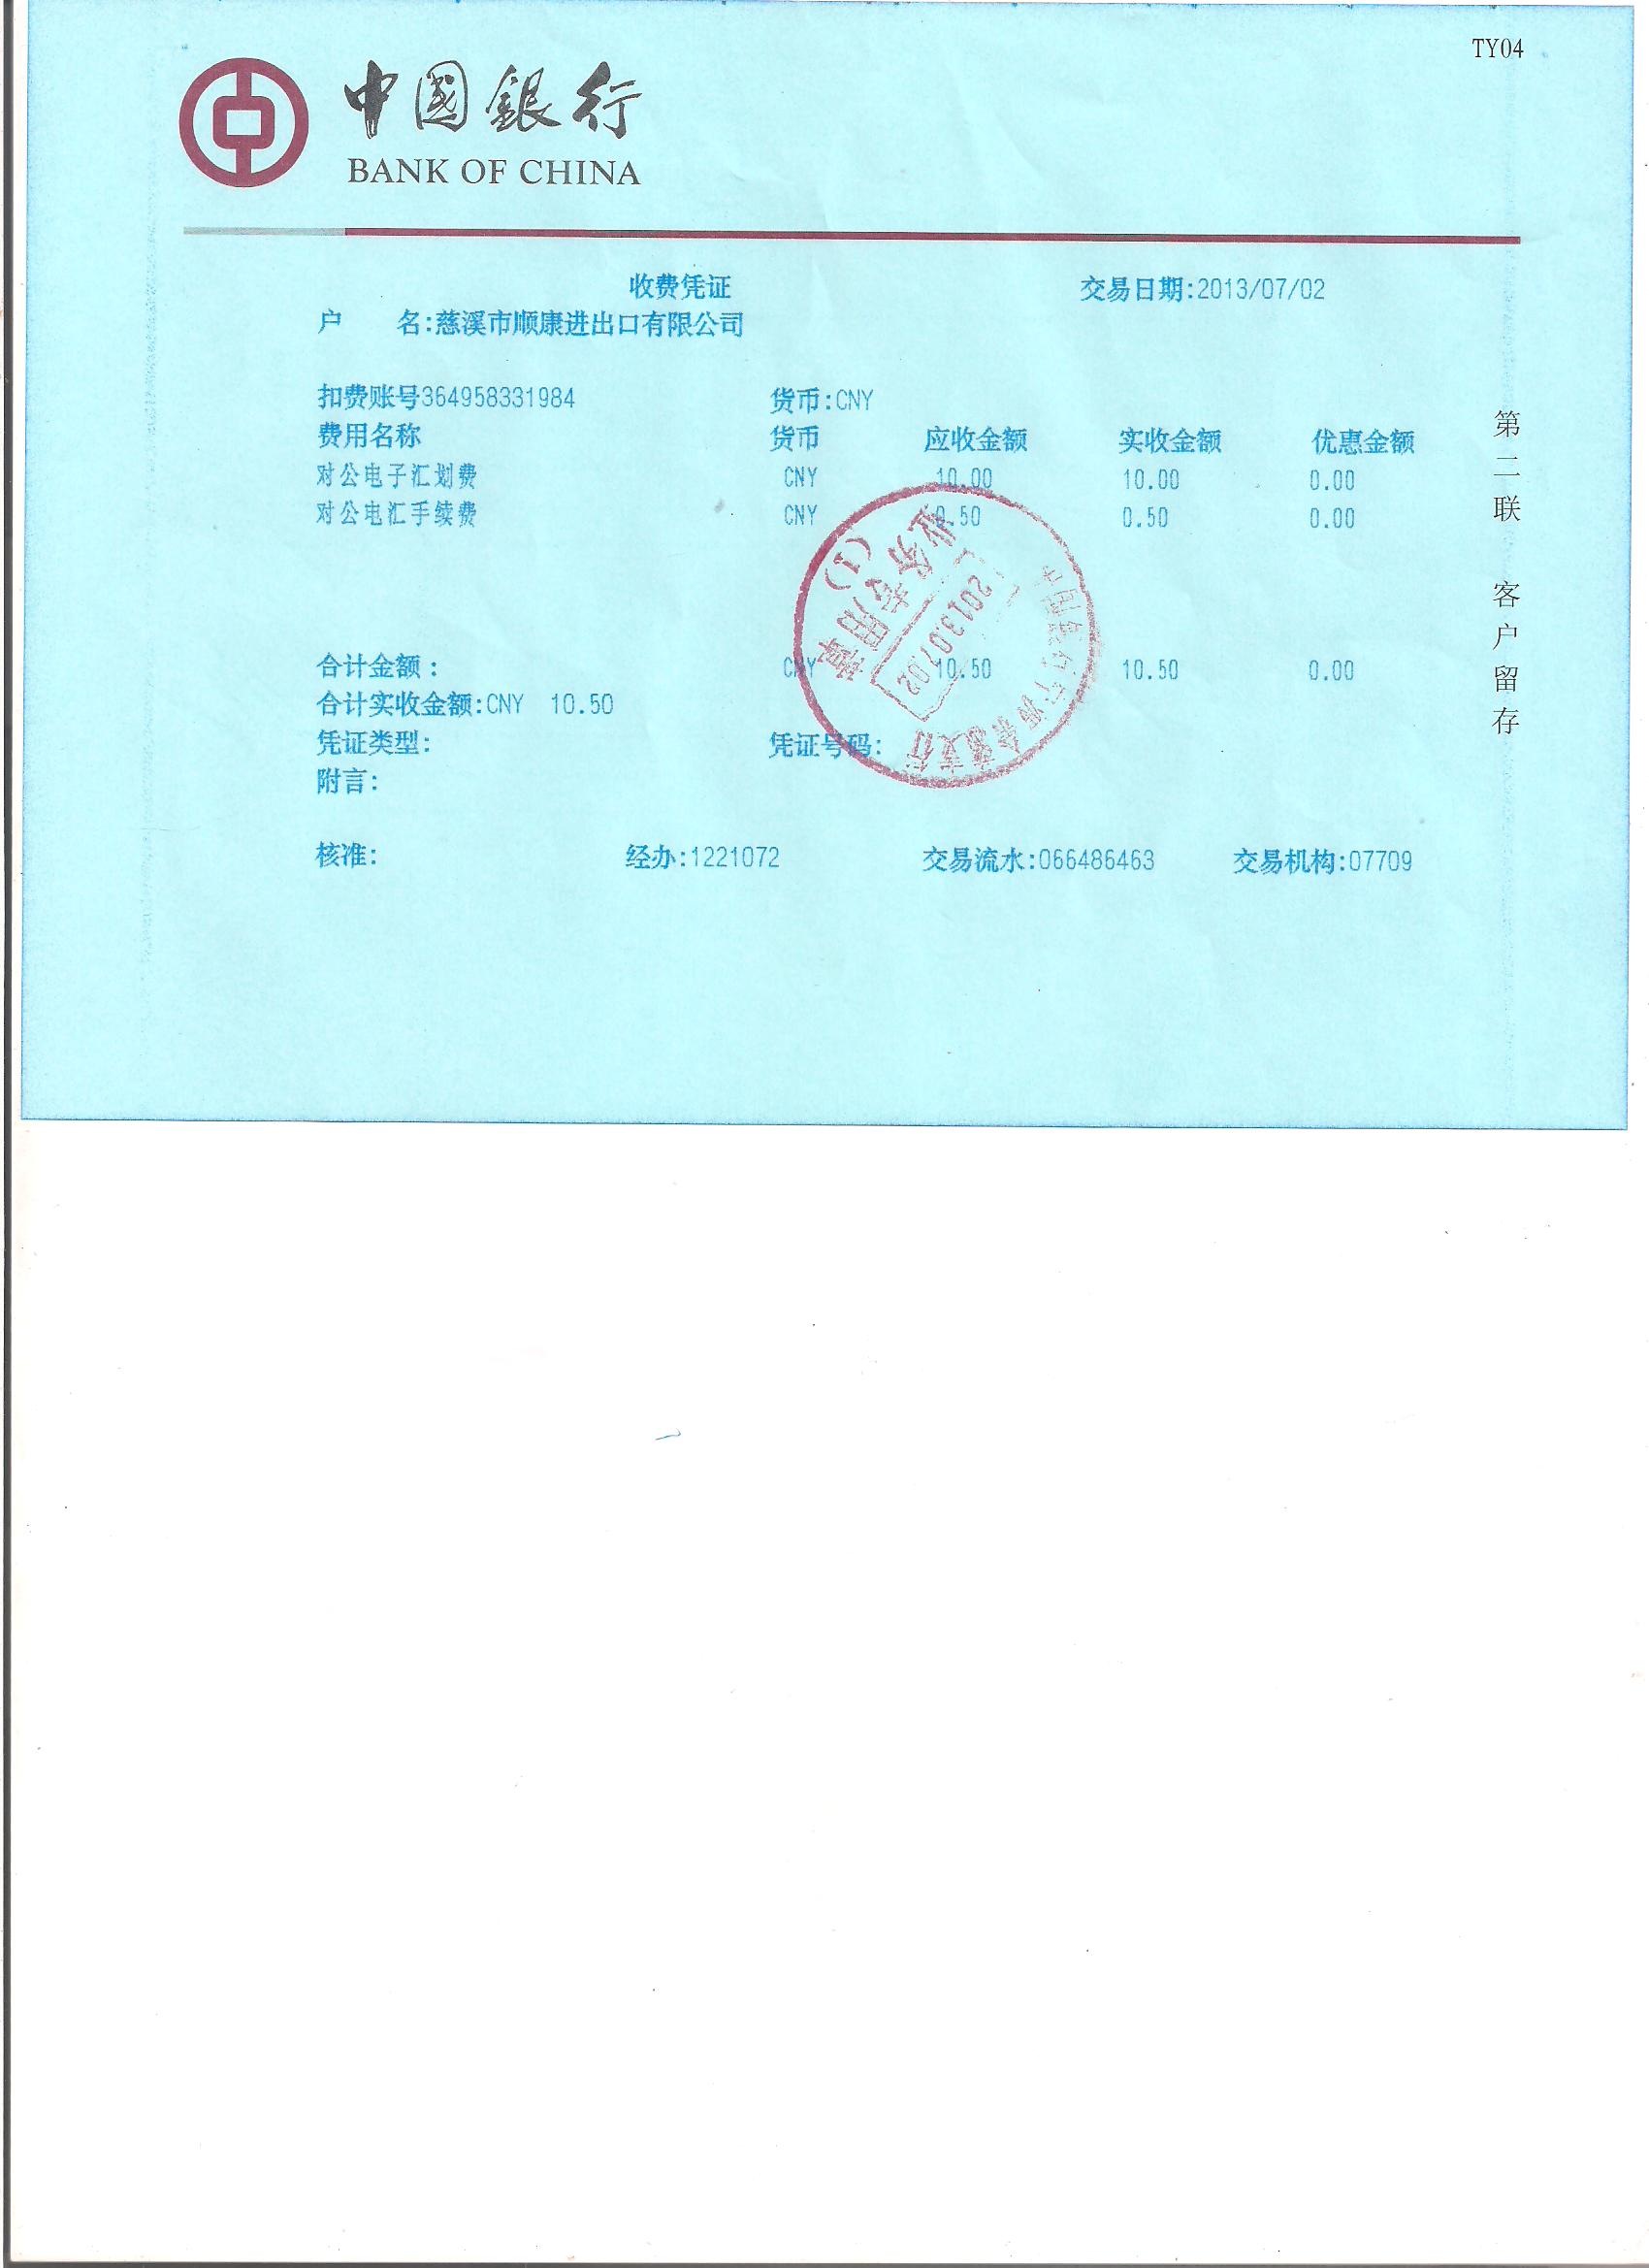 TY04
中國銀行
BANK OF CHINA
收费凭证 交易日期:2013/07/02
户 名:慈溪市顺康进出口有限公司
扣费账号364958331984 货币:CNY
费用名称 货币 应收金额 实收金额 优惠金额
对公电子汇划费 CNY 10.00 10.00 0.00
对公电汇手续费 CNY 0.50 0.50 0.00
合计金额: CNY 10.50 10.50 0.00
合计实收金额:CNY 10.50
凭证类型: 凭证号码:
附言:
核准: 经办:1221072 交易流水:066486463 交易机构:07709
第二联 客户留存
2013.07.02
业务专用章
(1)